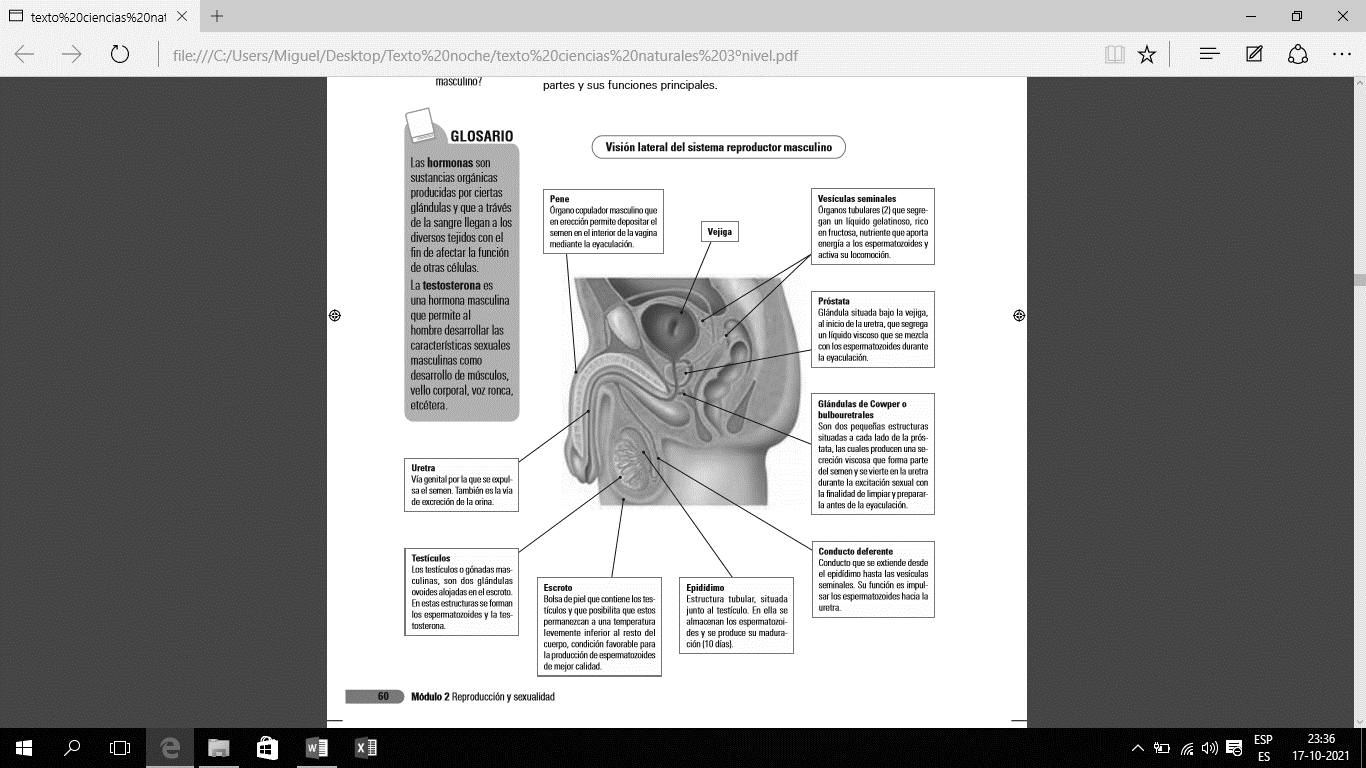 texto%20ciencias%20nat
file:///C:/Users/Miguel/Desktop/Texto%20noche/texto%20ciencias%20naturales%203ºnivel.pdf
masculino?
partes y sus funciones principales.
GLOSARIO
Las hormonas son
sustancias orgánicas
producidas por ciertas
glándulas y que a trávés
de la sangre llegan a los
diversos tejidos con el
fin de afectar la función
de otras células.
La testosterona es
una hormona masculina
que permite al
hombre desarrollar las
características sexuales
masculinas como
desarrollo de músculos,
vello corporal, voz ronca,
etcétera.
Visión lateral del sistema reproductor masculino
Pene
Órgano copulador masculino que
en erección permite depositar el
semen en el interior de la vagina
mediante la eyaculación.
Vejiga
Vesículas seminales
Órganos tubulares (2) que segre-
gan un líquido gelatinoso, rico
en fructosa, nutriente que aporta
energía a los espermatozoides y
activa su locomoción.
Próstata
Glándula situada bajo la vejiga,
al inicio de la uretra, que segrega
un líquido viscoso que se mezcla
con los espermatozoides durante
la eyaculación.
Glándulas de Cowper o
bulbouretrales
Son dos pequeñas estructuras
situadas a cada lado de la prós-
tata, las cuales producen una se-
creción viscosa que forma parte
del semen y se vierte en la uretra
durante la excitación sexual con
la finalidad de limpiar y preparar-
la antes de la eyaculación.
Uretra
Vía genital por la que se expul-
sa el semen. También es la vía
de excreción de la orina.
Testículos
Los testículos o gónadas mas-
culinas, son dos glándulas
ovoides alojadas en el escroto.
En estas estructuras se forman
los espermatozoides y la tes-
tosterona.
Escroto
Bolsa de piel que contiene los tes-
tículos y que posibilita que estos
permanezcan a una temperatura
levemente inferior al resto del
cuerpo, condición favorable para
la producción de espermatozoides
de mejor calidad.
Epidídimo
Estructura tubular, situada
junto al testículo. En ella se
almacenan los espermatozoi-
des y se produce su madura-
ción (10 días).
Conducto deferente
Conducto que se extiende desde
el epidídimo hasta las vesículas
seminales. Su función es impul-
sar los espermatozoides hacia la
uretra.
60 Módulo 2 Reproducción y sexualidad
ESP
ES
23:36
17-10-2021